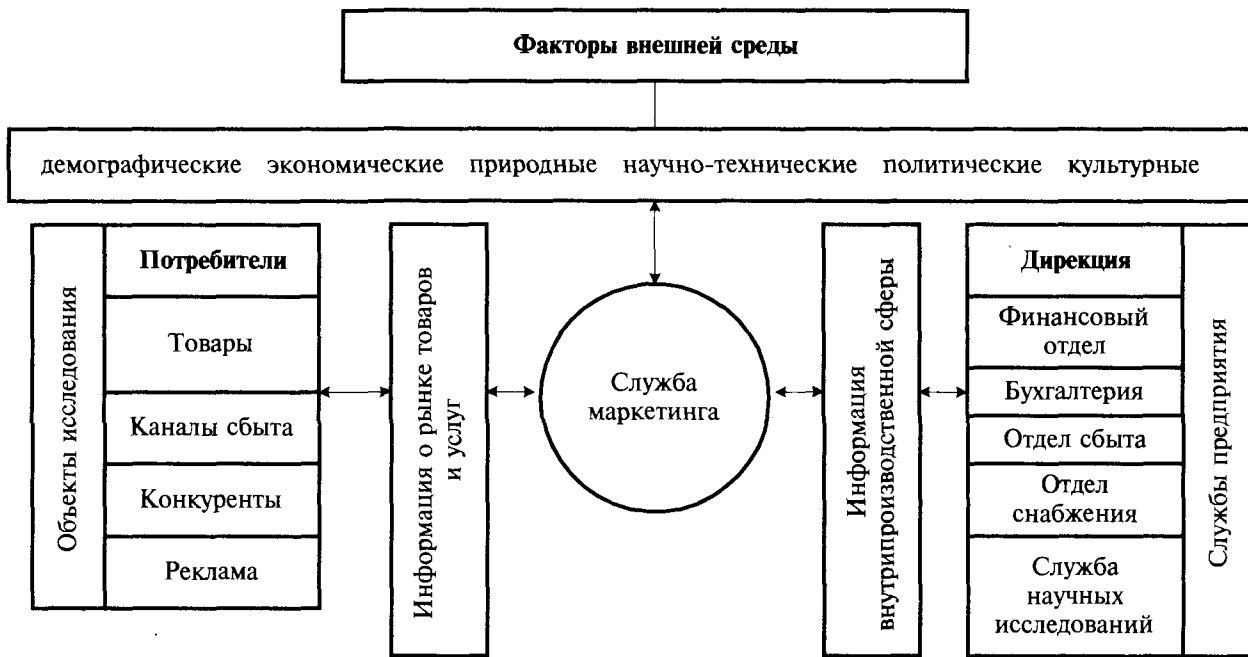 Факторы внешней среды
демографические экономические природные научно-технические политические культурные
Объекты исследования
Потребители
Товары
Каналы сбыта
Конкуренты
Реклама
Информация о рынке товаров
и услуг
Служба
маркетинга
Информация
внутрипроизводственной сферы
Дирекция
Финансовый
отдел
Бухгалтерия
Отдел сбыта
Отдел
снабжения
Служба
научных
исследований
Службы предприятия